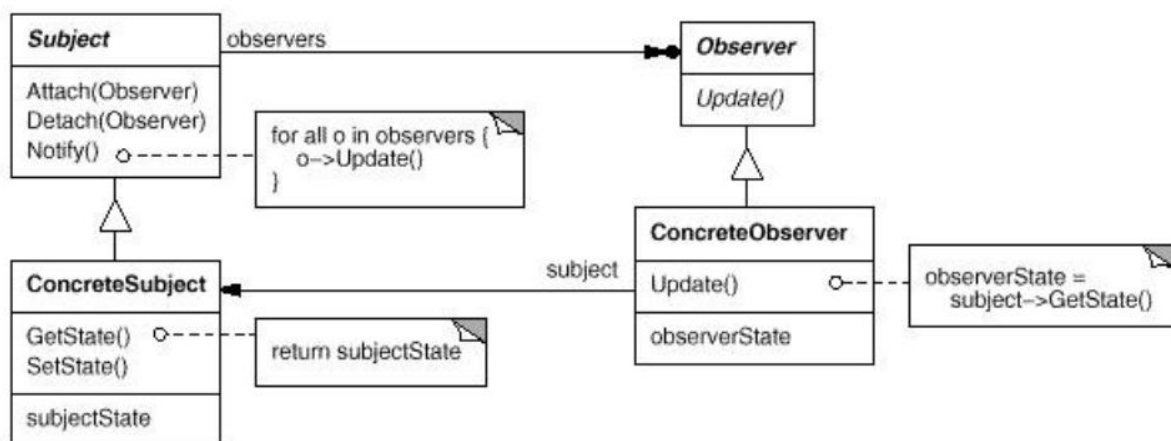 Subject
Attach(Observer)
Detach(Observer)
Notify()
observers
for all o in observers {
o–>Update()
}
Observer
Update()
ConcreteSubject
GetState()
SetState()
subjectState
return subjectState
subject
ConcreteObserver
Update()
observerState
observerState =
subject–>GetState()